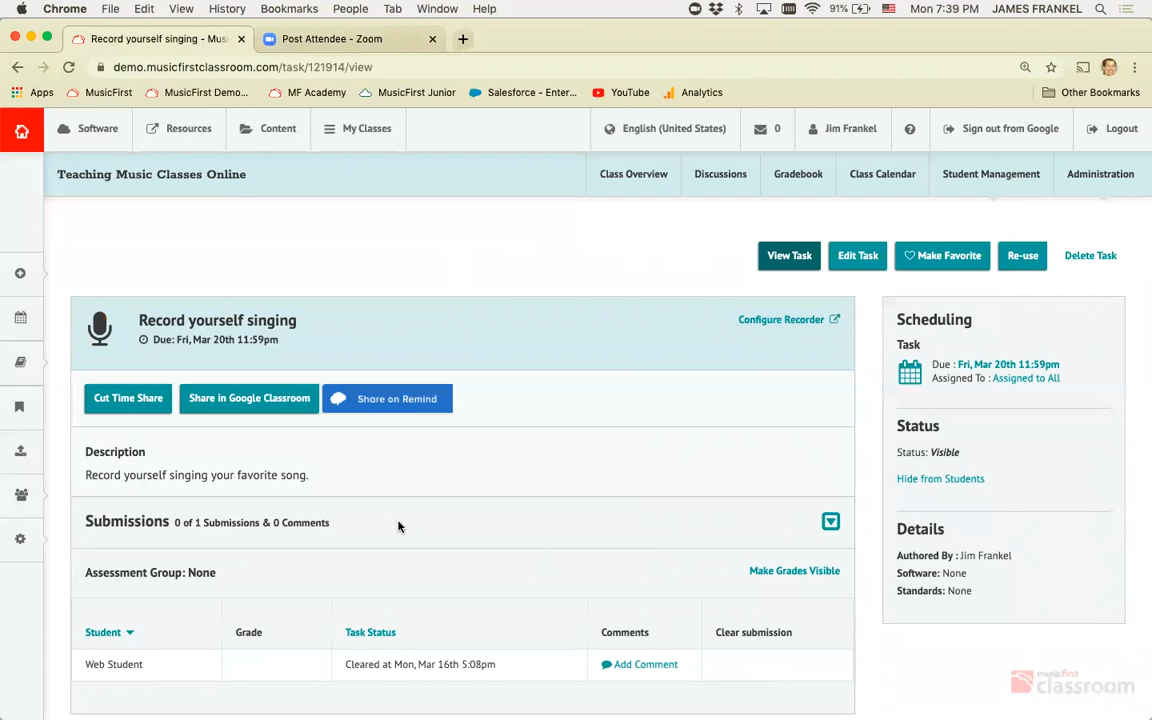 Chrome File Edit View History Bookmarks People Tab Window Help 91% Mon 7:39 PM JAMES FRANKEL
Record yourself singing - Musi Post Attendee - Zoom
demo.musicfirstclassroom.com/task/121914/view
Apps MusicFirst MusicFirst Demo... MF Academy MusicFirst Junior Salesforce - Enter... YouTube Analytics Other Bookmarks
Software Resources Content My Classes English (United States) 0 Jim Frankel Sign out from Google Logout
Teaching Music Classes Online Class Overview Discussions Gradebook Class Calendar Student Management Administration
View Task Edit Task Make Favorite Re-use Delete Task
Record yourself singing
Due: Fri, Mar 20th 11:59pm
Configure Recorder
Cut Time Share Share in Google Classroom Share on Remind
Description
Record yourself singing your favorite song.
Submissions 0 of 1 Submissions & 0 Comments
Assessment Group: None Make Grades Visible
Student Grade Task Status Comments Clear submission
Web Student Cleared at Mon, Mar 16th 5:08pm Add Comment
Scheduling
Task
Due : Fri, Mar 20th 11:59pm
Assigned To : Assigned to All
Status
Status: Visible
Hide from Students
Details
Authored By : Jim Frankel
Software: None
Standards: None
musicfirst
classroom